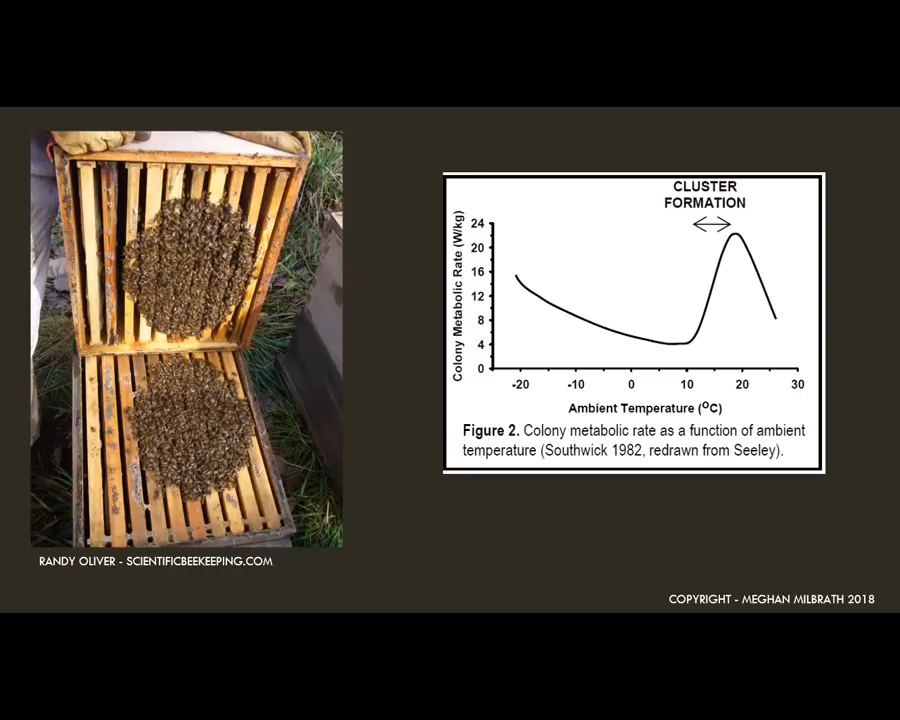 CLUSTER
FORMATION
Colony Metabolic Rate (W/kg)
24
20
16
12
8
4
0
-20 -10 0 10 20 30
Ambient Temperature (ºC)
Figure 2. Colony metabolic rate as a function of ambient
temperature (Southwick 1982, redrawn from Seeley).
RANDY OLIVER - SCIENTIFICBEEKEEPING.COM
COPYRIGHT - MEGHAN MILBRATH 2018